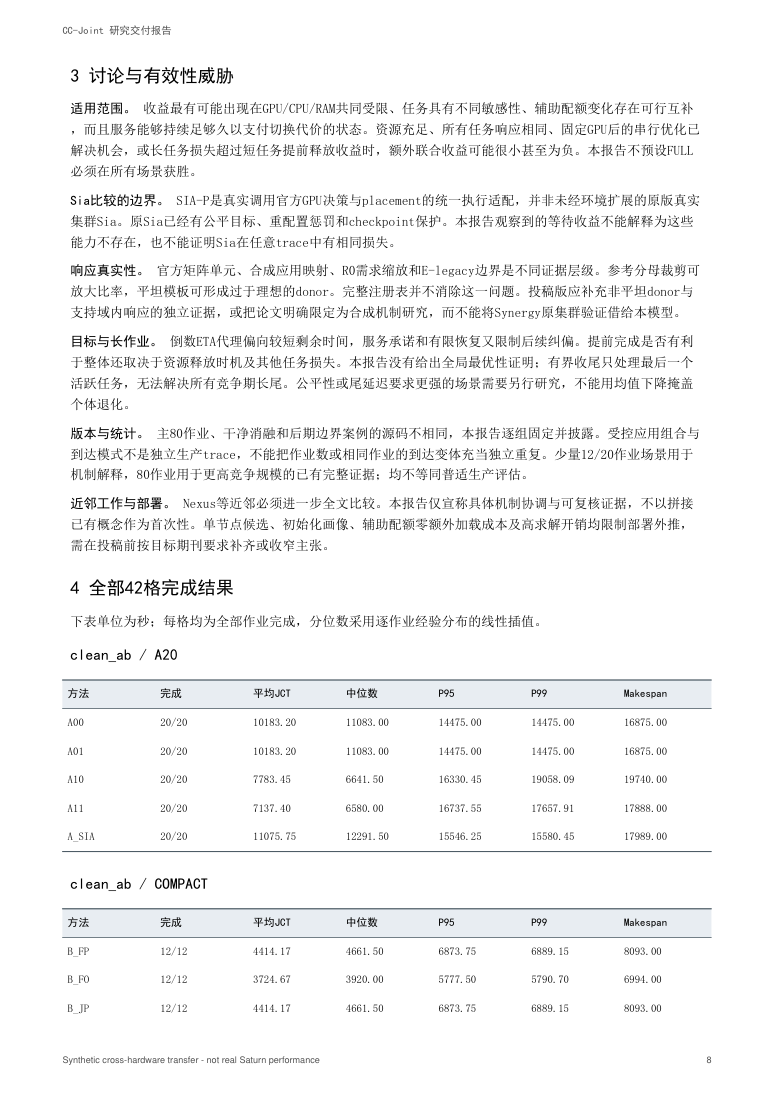 CC-Joint 研究交付报告
3 讨论与有效性威胁
适用范围。 收益最有可能出现在GPU/CPU/RAM共同受限、任务具有不同敏感性、辅助配额变化存在可行互补
，而且服务能够持续足够久以支付切换代价的状态。资源充足、所有任务响应相同、固定GPU后的串行优化已
解决机会，或长任务损失超过短任务提前释放收益时，额外联合收益可能很小甚至为负。本报告不预设FULL
必须在所有场景获胜。
Sia比较的边界。 SIA-P是真实调用官方GPU决策与placement的统一执行适配，并非未经环境扩展的原版真实
集群Sia。原Sia已经有公平目标、重配置惩罚和checkpoint保护。本报告观察到的等待收益不能解释为这些
能力不存在，也不能证明Sia在任意trace中有相同损失。
响应真实性。 官方矩阵单元、合成应用映射、R0需求缩放和E-legacy边界是不同证据层级。参考分母裁剪可
放大比率，平坦模板可形成过于理想的donor。完整注册表并不消除这一问题。投稿版应补充非平坦donor与
支持域内响应的独立证据，或把论文明确限定为合成机制研究，而不能将Synergy原集群验证借给本模型。
目标与长作业。 倒数ETA代理偏向较短剩余时间，服务承诺和有限恢复又限制后续纠偏。提前完成是否有利
于整体还取决于资源释放时机及其他任务损失。本报告没有给出全局最优性证明；有界收尾只处理最后一个
活跃任务，无法解决所有竞争期长尾。公平性或尾延迟要求更强的场景需要另行研究，不能用均值下降掩盖
个体退化。
版本与统计。 主80作业、干净消融和后期边界案例的源码不相同，本报告逐组固定并披露。受控应用组合与
到达模式不是独立生产trace，不能把作业数或相同作业的到达变体充当独立重复。少量12/20作业场景用于
机制解释，80作业用于更高竞争规模的已有完整证据；均不等同普适生产评估。
近邻工作与部署。 Nexus等近邻必须进一步全文比较。本报告仅宣称具体机制协调与可复核证据，不以拼接
已有概念作为首次性。单节点候选、初始化画像、辅助配额零额外加载成本及高求解开销均限制部署外推，
需在投稿前按目标期刊要求补齐或收窄主张。
4 全部42格完成结果
下表单位为秒；每格均为全部作业完成，分位数采用逐作业经验分布的线性插值。
clean_ab / A20
方法 完成 平均JCT 中位数 P95 P99 Makespan
A00 20/20 10183.20 11083.00 14475.00 14475.00 16875.00
A01 20/20 10183.20 11083.00 14475.00 14475.00 16875.00
A10 20/20 7783.45 6641.50 16330.45 19058.09 19740.00
A11 20/20 7137.40 6580.00 16737.55 17657.91 17888.00
A_SIA 20/20 11075.75 12291.50 15546.25 15580.45 17989.00
clean_ab / COMPACT
方法 完成 平均JCT 中位数 P95 P99 Makespan
B_FP 12/12 4414.17 4661.50 6873.75 6889.15 8093.00
B_FO 12/12 3724.67 3920.00 5777.50 5790.70 6994.00
B_JP 12/12 4414.17 4661.50 6873.75 6889.15 8093.00
Synthetic cross-hardware transfer - not real Saturn performance 8